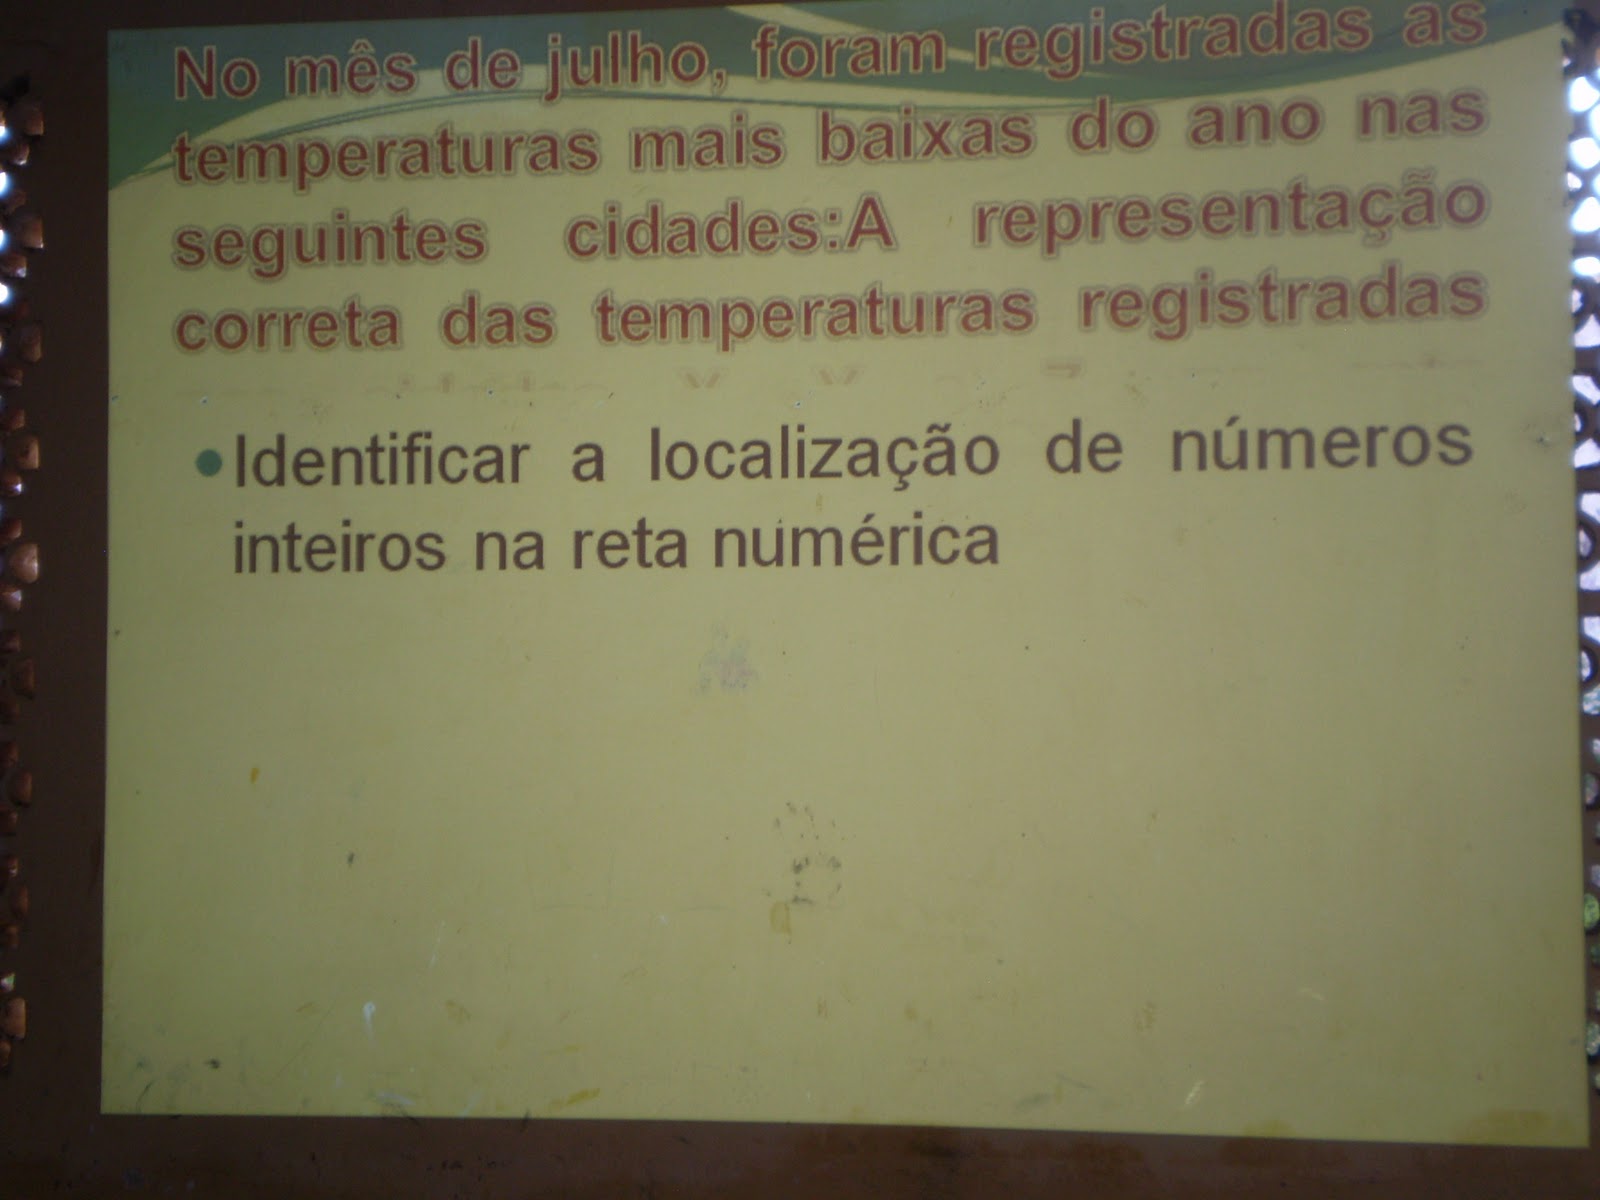 No mês de julho, foram registradas as
temperaturas mais baixas do ano nas
seguintes cidades:A representação
correta das temperaturas registradas
•Identificar a localização de números
inteiros na reta numérica